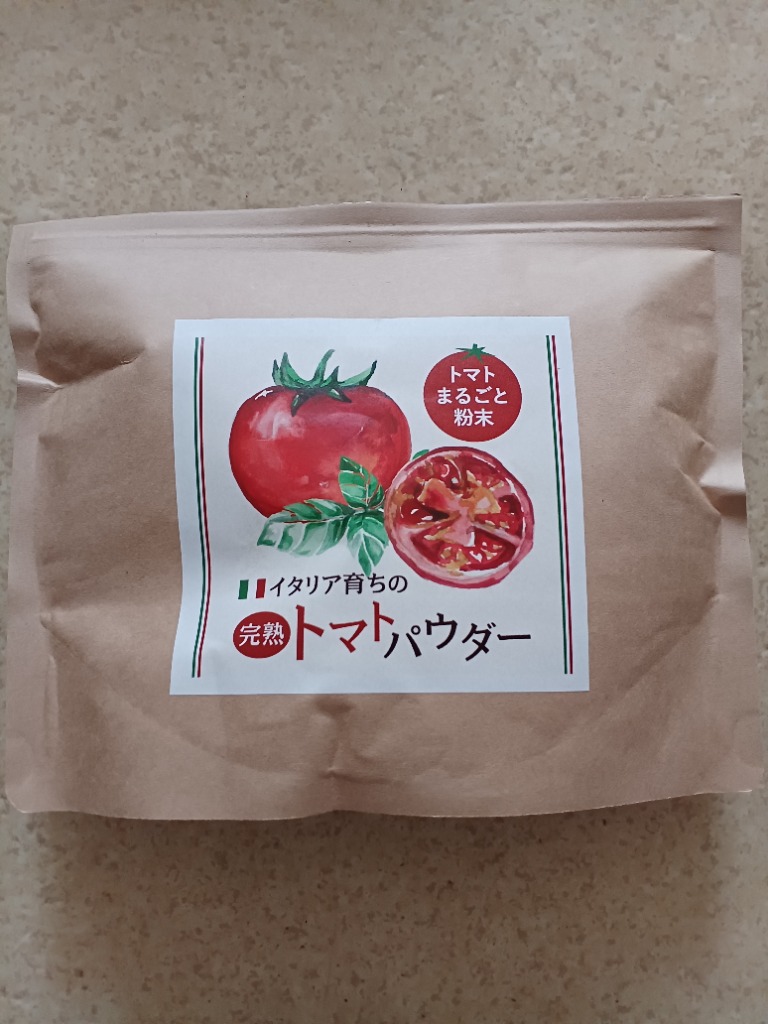 トマト
まるごと
粉末
イタリア育ちの
完熟トマトパウダー